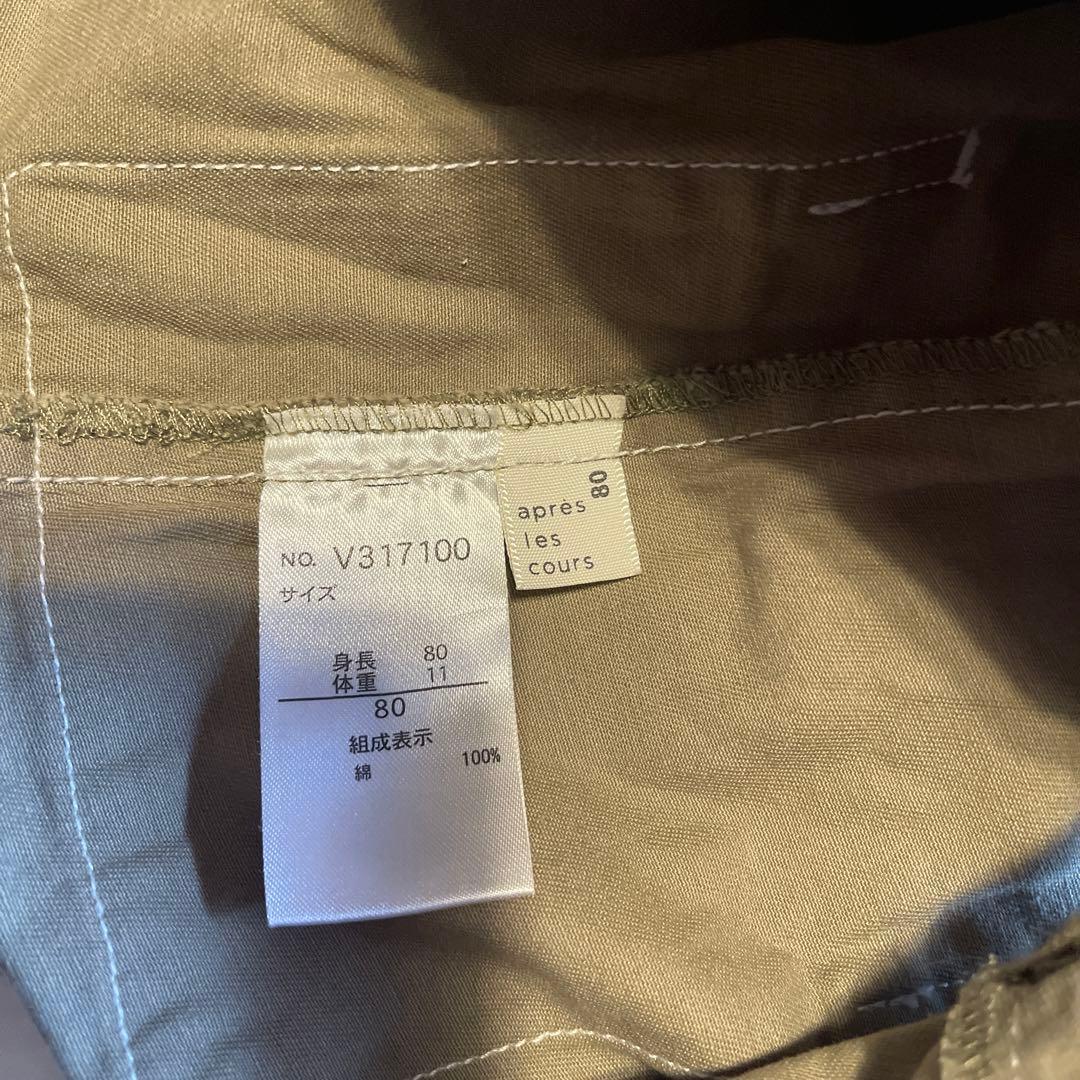 NO. V317100
サイズ
身長 80
体重 11
80
組成表示
綿 100%
80
après
les
cours